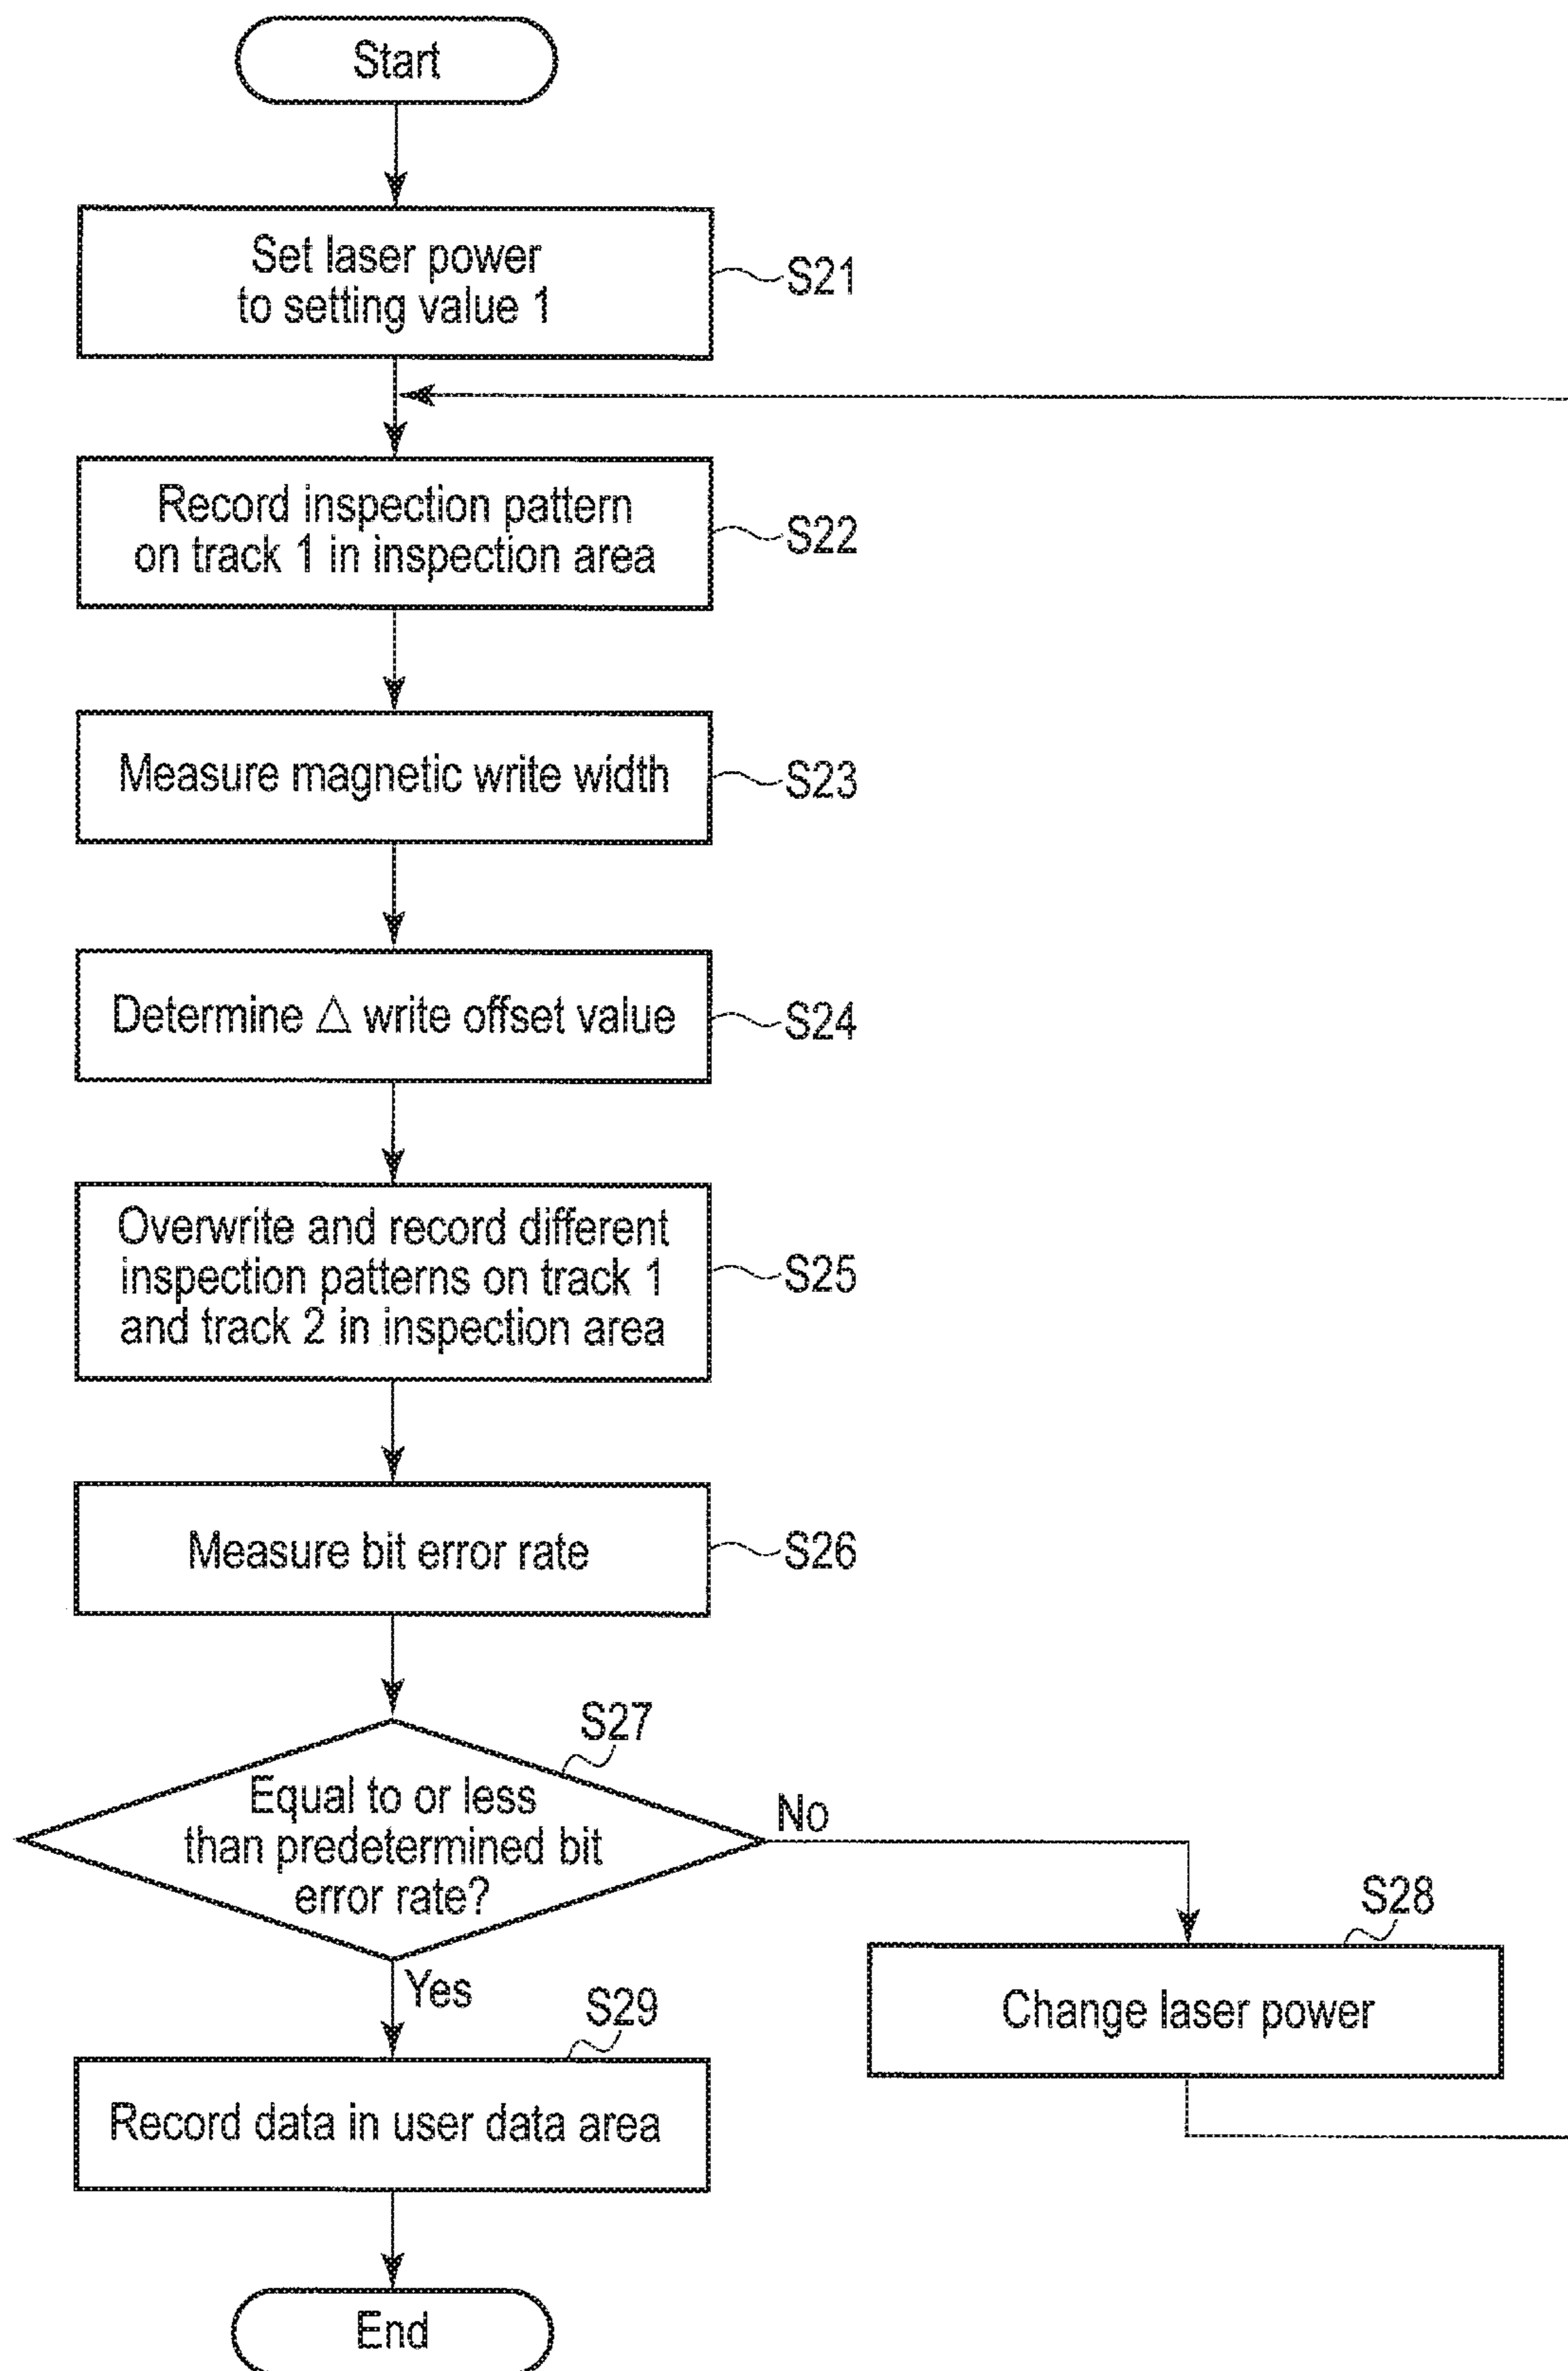 Start
Set laser power
to setting value 1
S21
Record inspection pattern
on track 1 in inspection area
S22
Measure magnetic write width
S23
Determine △ write offset value
S24
Overwrite and record different
inspection patterns on track 1
and track 2 in inspection area
S25
Measure bit error rate
S26
S27
Equal to or less
than predetermined bit
error rate?
No
Yes
S28
Change laser power
S29
Record data in user data area
End